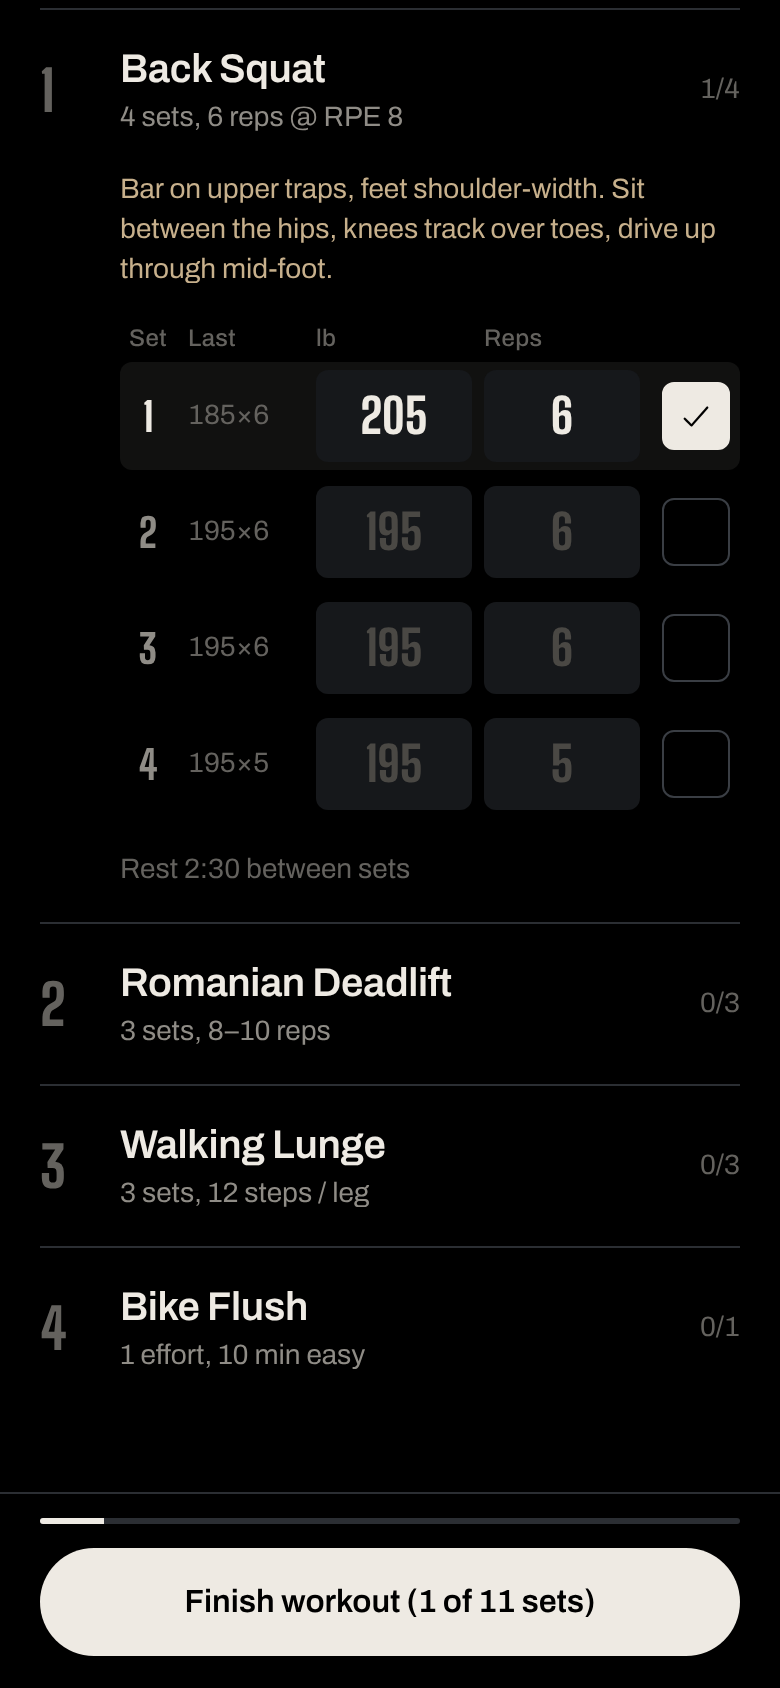 1
Back Squat
4 sets, 6 reps @ RPE 8
1/4
Bar on upper traps, feet shoulder-width. Sit
between the hips, knees track over toes, drive up
through mid-foot.
Set Last lb Reps
1 185×6 205 6
2 195×6 195 6
3 195×6 195 6
4 195×5 195 5
Rest 2:30 between sets
2
Romanian Deadlift
3 sets, 8–10 reps
0/3
3
Walking Lunge
3 sets, 12 steps / leg
0/3
4
Bike Flush
1 effort, 10 min easy
0/1
Finish workout (1 of 11 sets)